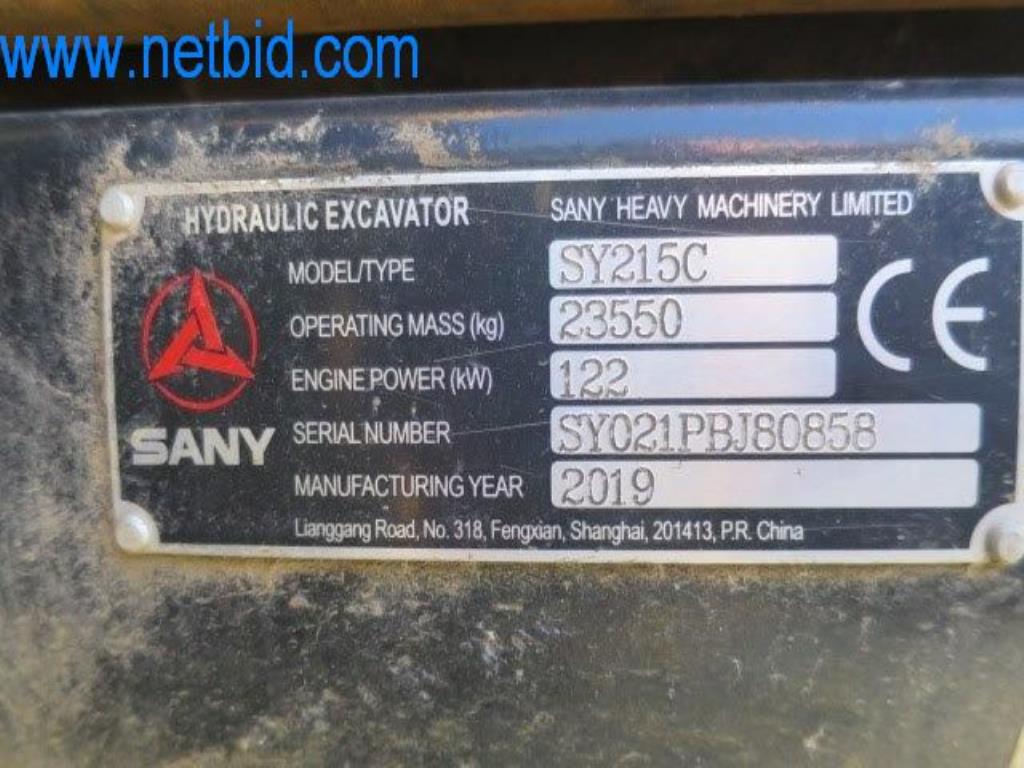 www.netbid.com
HYDRAULIC EXCAVATOR SANY HEAVY MACHINERY LIMITED
MODEL/TYPE SY215C
OPERATING MASS (kg) 23550
ENGINE POWER (kW) 122
SERIAL NUMBER SY021PBJ80858
MANUFACTURING YEAR 2019
Lianggang Road, No. 318, Fengxian, Shanghai, 201413, P.R. China
SANY
CE